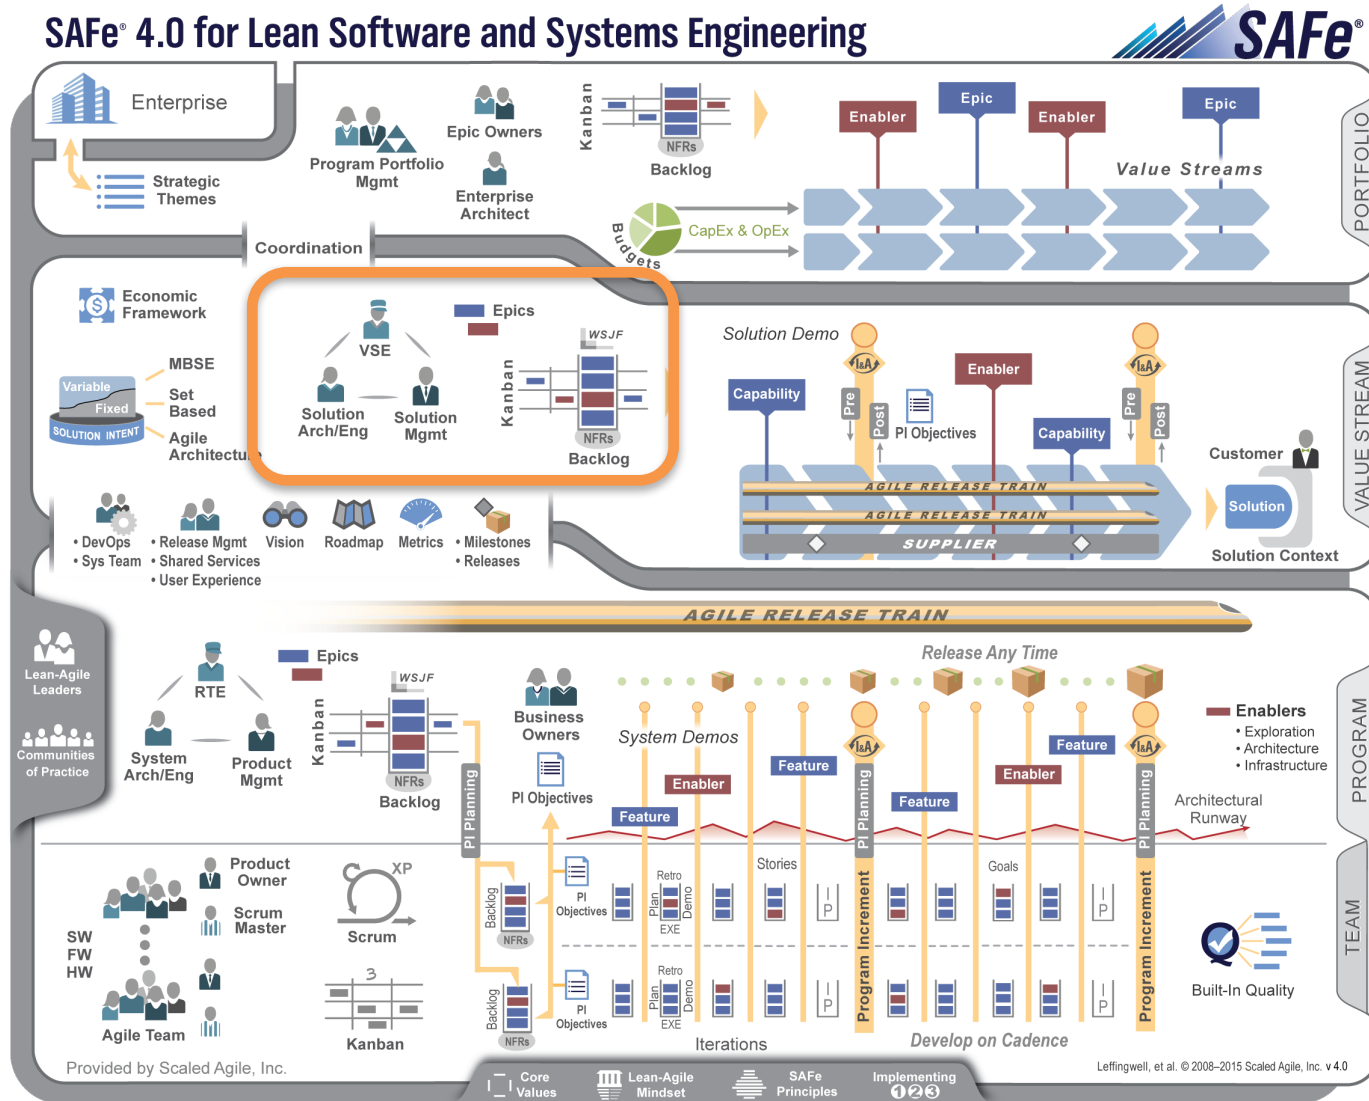 SAFe® 4.0 for Lean Software and Systems Engineering
SAFe®
Enterprise
Strategic
Themes
Program Portfolio
Mgmt
Epic Owners
Enterprise
Architect
Kanban
NFRs
Backlog
Enabler
Epic
Enabler
Epic
Value Streams
Budgets
CapEx & OpEx
PORTFOLIO
Coordination
Economic
Framework
Variable
Fixed
SOLUTION INTENT
MBSE
Set
Based
Agile
Architecture
VSE
Solution
Arch/Eng
Solution
Mgmt
Epics
Kanban
WSJF
NFRs
Backlog
Solution Demo
I&A
Pre
Post
PI Objectives
Capability
Enabler
Capability
I&A
Pre
Post
AGILE RELEASE TRAIN
AGILE RELEASE TRAIN
SUPPLIER
Customer
Solution
Solution Context
VALUE STREAM
• DevOps
• Sys Team
• Release Mgmt
• Shared Services
• User Experience
Vision
Roadmap
Metrics
• Milestones
• Releases
AGILE RELEASE TRAIN
Lean-Agile
Leaders
Communities
of Practice
RTE
System
Arch/Eng
Product
Mgmt
Epics
Kanban
WSJF
NFRs
Backlog
PI Planning
Business
Owners
PI Objectives
Release Any Time
System Demos
Feature
Enabler
Feature
I&A
PI Planning
Feature
Enabler
Feature
I&A
PI Planning
Enablers
• Exploration
• Architecture
• Infrastructure
Architectural
Runway
PROGRAM
SW
FW
HW
Agile Team
Product
Owner
Scrum
Master
XP
Scrum
3
Kanban
Backlog
NFRs
PI
Objectives
Retro
Plan
Demo
EXE
Stories
I
P
Goals
I
P
Backlog
NFRs
PI
Objectives
Retro
Plan
Demo
EXE
I
P
I
P
Program Increment
Program Increment
Iterations
Develop on Cadence
Built-In Quality
TEAM
Provided by Scaled Agile, Inc.
Core
Values
Lean-Agile
Mindset
SAFe
Principles
Implementing
1 2 3
Leffingwell, et al. © 2008–2015 Scaled Agile, Inc. v 4.0